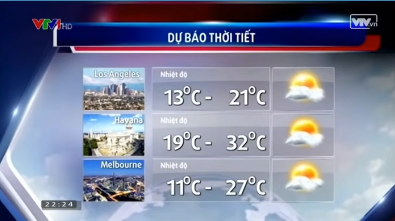 VTV1 HD
vtv.vn
DỰ BÁO THỜI TIẾT
Los Angeles
Nhiệt độ
13°C - 21°C
Havana
Nhiệt độ
19°C - 32°C
Melbourne
Nhiệt độ
11°C - 27°C
22:24